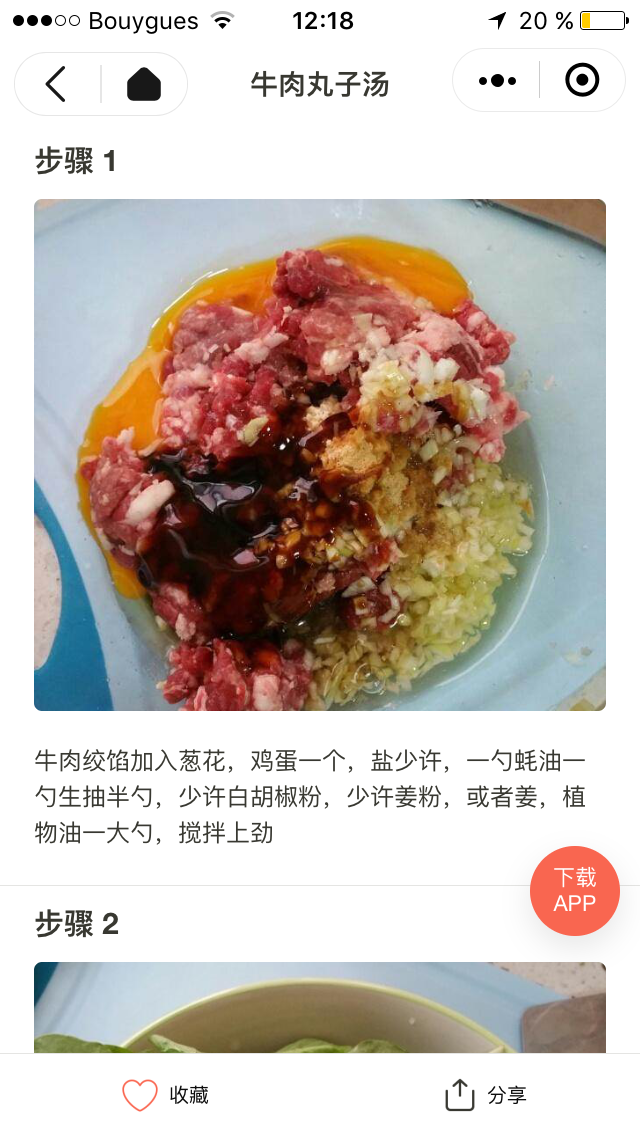 Bouygues
12:18
20 %
牛肉丸子汤
步骤 1
牛肉绞馅加入葱花，鸡蛋一个，盐少许，一勺蚝油一
勺生抽半勺，少许白胡椒粉，少许姜粉，或者姜，植
物油一大勺，搅拌上劲
下载
APP
步骤 2
收藏
分享